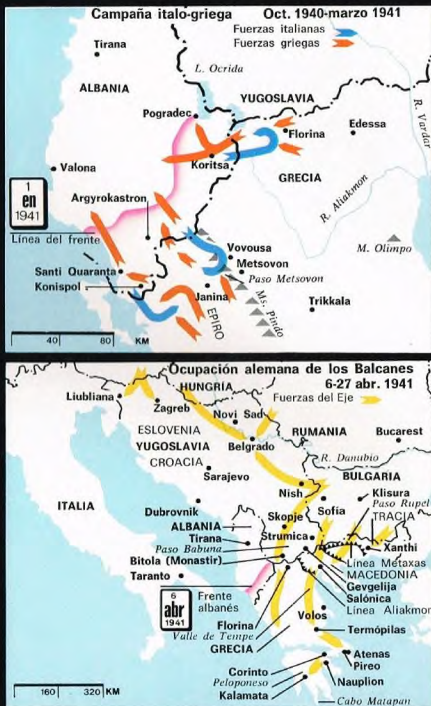 Campaña italo-griega Oct. 1940-marzo 1941
Fuerzas italianas
Fuerzas griegas
Tirana
L. Ocrida
ALBANIA
YUGOSLAVIA
R. Vardar
Pogradec
Florina
Edessa
Koritsa
Valona
GRECIA
Argyrokastron
R. Aliakmon
1
en
1941
Línea del frente
Vovousa
M. Olimpo
Metsovon
Santi Quaranta
Paso Metsovon
Konispol
Janina
Ms. Pindo
Trikkala
EPIRO
40 80 KM
Ocupación alemana de los Balcanes
6-27 abr. 1941
HUNGRIA
Liubliana
Fuerzas del Eje
Zagreb
Novi Sad
ESLOVENIA
RUMANIA
Bucarest
YUGOSLAVIA
Belgrado
R. Danubio
CROACIA
Sarajevo
BULGARIA
ITALIA
Nish
Klisura
Sofía
Paso Rupel
Dubrovnik
Skopje
TRACIA
ALBANIA
Strumica
Tirana
Xanthi
Paso Babuna
Línea Metaxas
Bitola (Monastir)
MACEDONIA
Taranto
Gevgelija
6
abr
1941
Frente
albanés
Salónica
Línea Aliakmon
Florina
Volos
Valle de Tempe
Termópilas
GRECIA
Atenas
Corinto
Pireo
Peloponeso
Nauplion
Kalamata
160 320 KM
Cabo Matapan